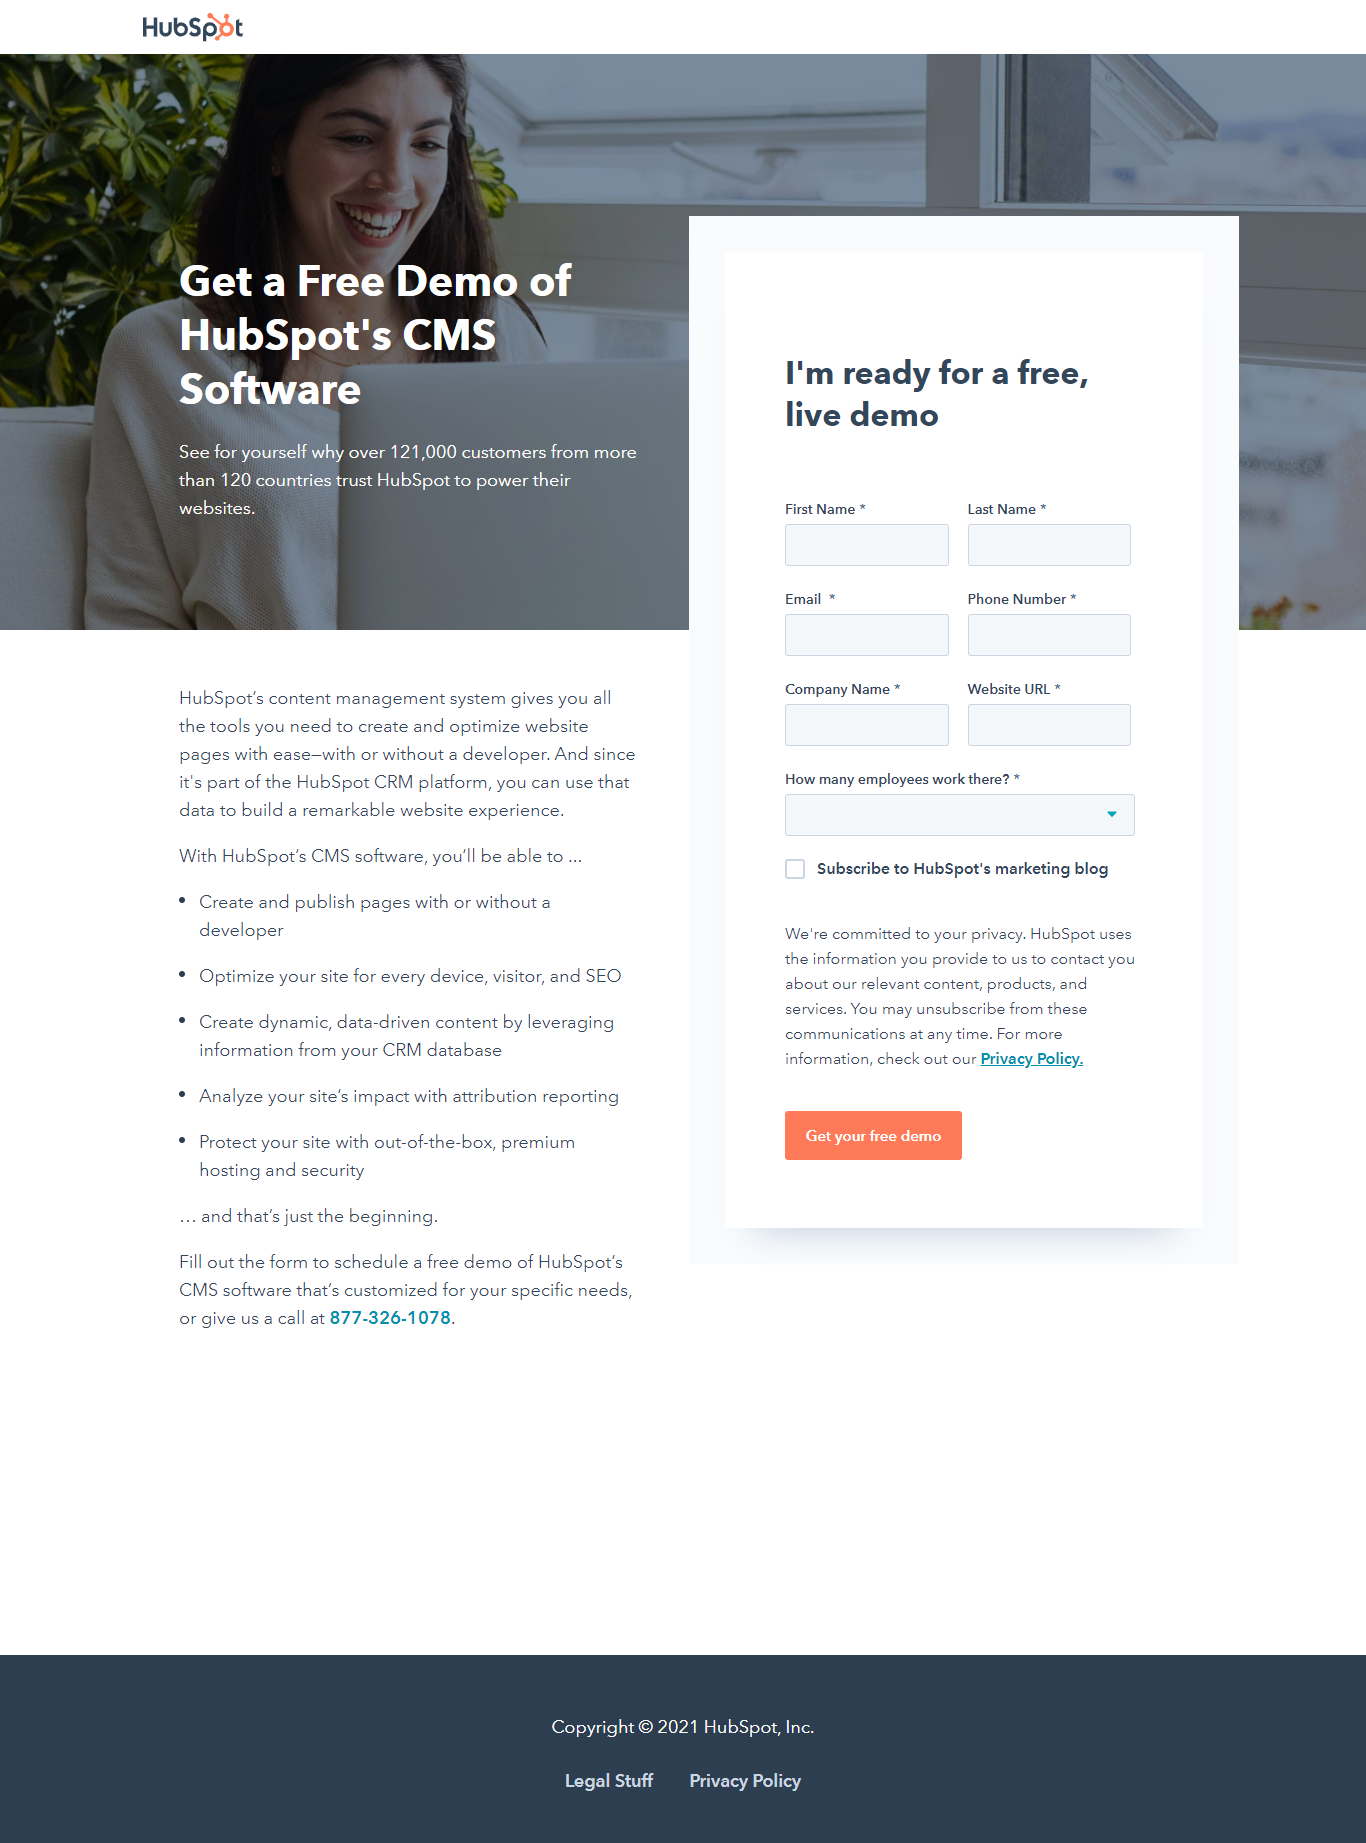 HubSpot
Get a Free Demo of
HubSpot's CMS
Software
See for yourself why over 121,000 customers from more
than 120 countries trust HubSpot to power their
websites.
I'm ready for a free,
live demo
First Name *
Last Name *
Email *
Phone Number *
Company Name *
Website URL *
How many employees work there? *
Subscribe to HubSpot's marketing blog
We're committed to your privacy. HubSpot uses
the information you provide to us to contact you
about our relevant content, products, and
services. You may unsubscribe from these
communications at any time. For more
information, check out our Privacy Policy.
Get your free demo
HubSpot’s content management system gives you all
the tools you need to create and optimize website
pages with ease—with or without a developer. And since
it's part of the HubSpot CRM platform, you can use that
data to build a remarkable website experience.
With HubSpot’s CMS software, you’ll be able to ...
• Create and publish pages with or without a
developer
• Optimize your site for every device, visitor, and SEO
• Create dynamic, data-driven content by leveraging
information from your CRM database
• Analyze your site’s impact with attribution reporting
• Protect your site with out-of-the-box, premium
hosting and security
… and that’s just the beginning.
Fill out the form to schedule a free demo of HubSpot’s
CMS software that’s customized for your specific needs,
or give us a call at 877-326-1078.
Copyright © 2021 HubSpot, Inc.
Legal Stuff Privacy Policy